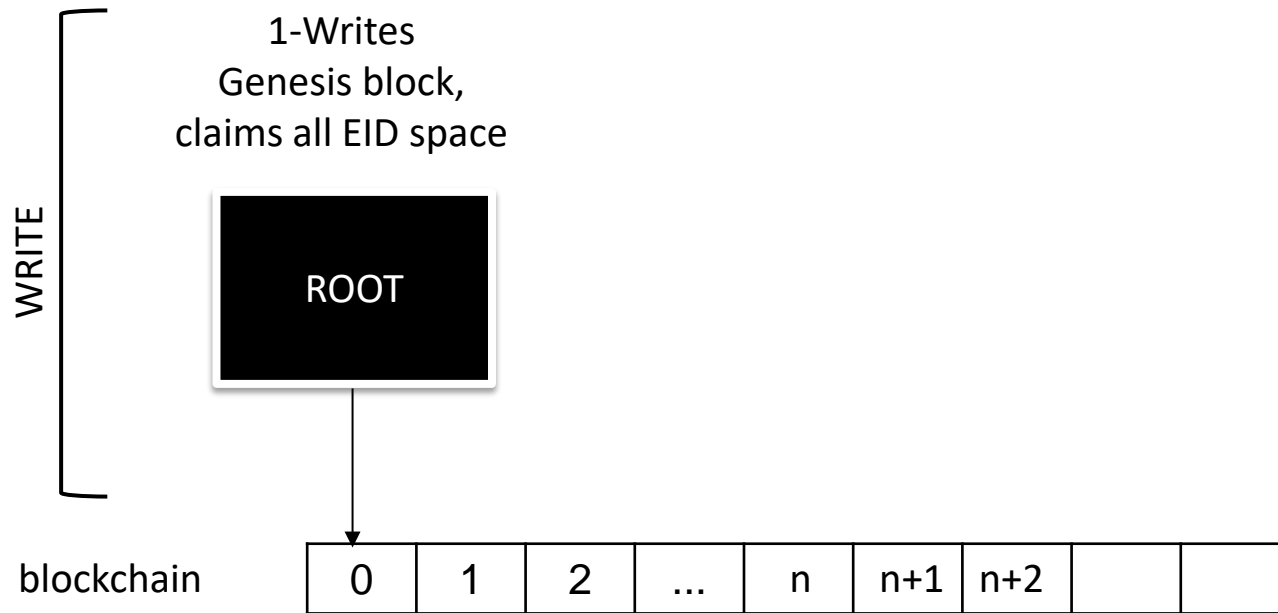 1-Writes
Genesis block,
claims all EID space
WRITE
ROOT
blockchain 0 1 2 ... n n+1 n+2